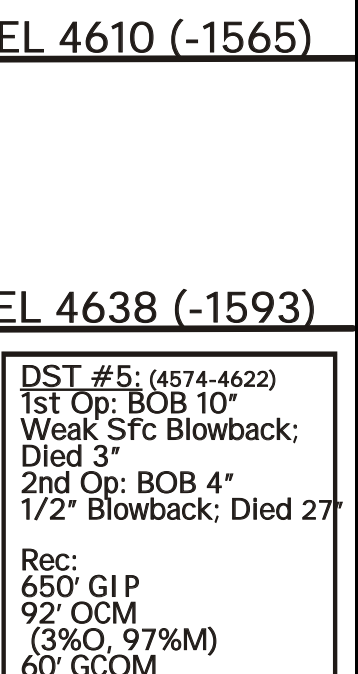 EL 4610 (-1565)
EL 4638 (-1593)
DST #5: (4574-4622)
1st Op: BOB 10"
Weak Sfc Blowback;
Died 3"
2nd Op: BOB 4"
1/2" Blowback; Died 27"
Rec:
650' GIP
92' OCM
(3%O, 97%M)
60' GCOM